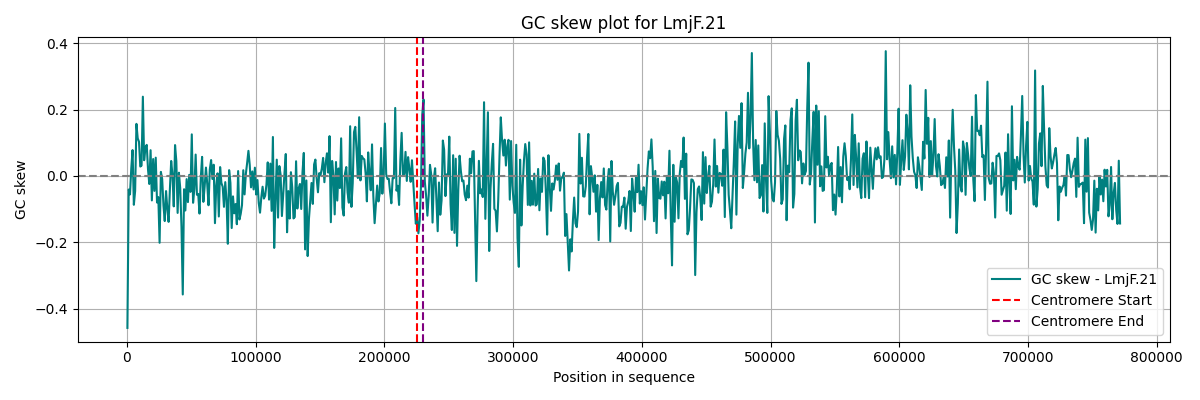 GC skew plot for LmjF.21
GC skew
0.4
0.2
0.0
−0.2
−0.4
0 100000 200000 300000 400000 500000 600000 700000 800000
Position in sequence
GC skew - LmjF.21
Centromere Start
Centromere End